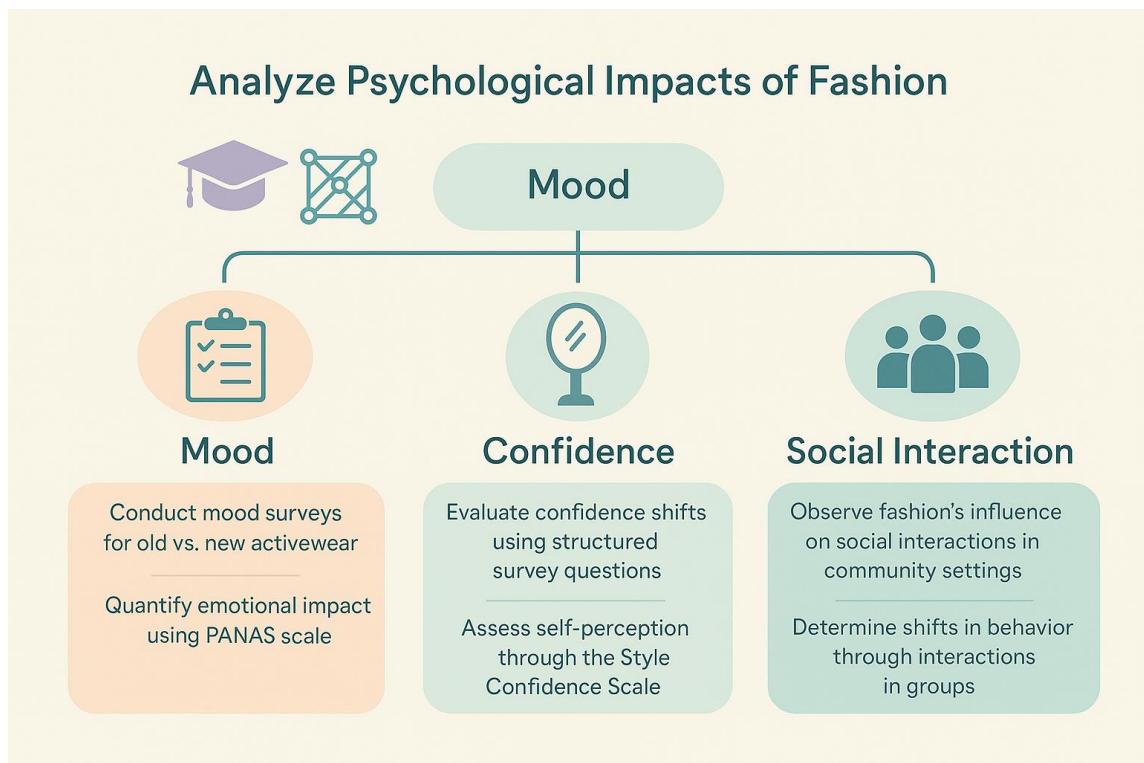 Analyze Psychological Impacts of Fashion
Mood
Mood
Conduct mood surveys
for old vs. new activewear
Quantify emotional impact
using PANAS scale
Confidence
Evaluate confidence shifts
using structured
survey questions
Assess self-perception
through the Style
Confidence Scale
Social Interaction
Observe fashion’s influence
on social interactions in
community settings
Determine shifts in behavior
through interactions
in groups